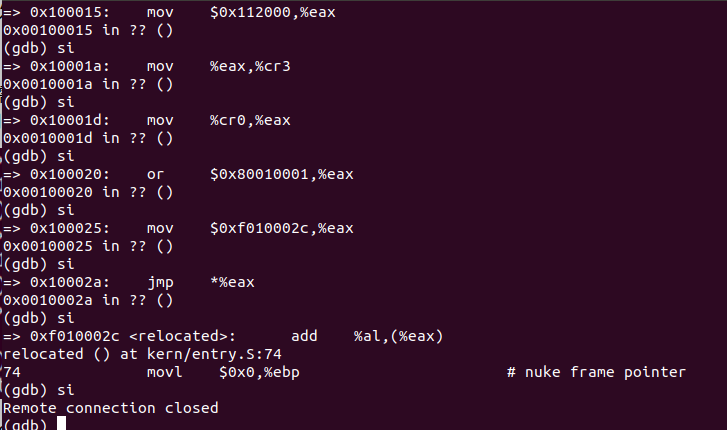 => 0x100015:    mov    $0x112000,%eax
0x00100015 in ?? ()
(gdb) si
=> 0x10001a:    mov    %eax,%cr3
0x0010001a in ?? ()
(gdb) si
=> 0x10001d:    mov    %cr0,%eax
0x0010001d in ?? ()
(gdb) si
=> 0x100020:    or     $0x80010001,%eax
0x00100020 in ?? ()
(gdb) si
=> 0x100025:    mov    $0xf010002c,%eax
0x00100025 in ?? ()
(gdb) si
=> 0x10002a:    jmp    *%eax
0x0010002a in ?? ()
(gdb) si
=> 0xf010002c <relocated>:      add    %al,(%eax)
relocated () at kern/entry.S:74
74              movl    $0x0,%ebp                       # nuke frame pointer
(gdb) si
Remote connection closed
(gdb)